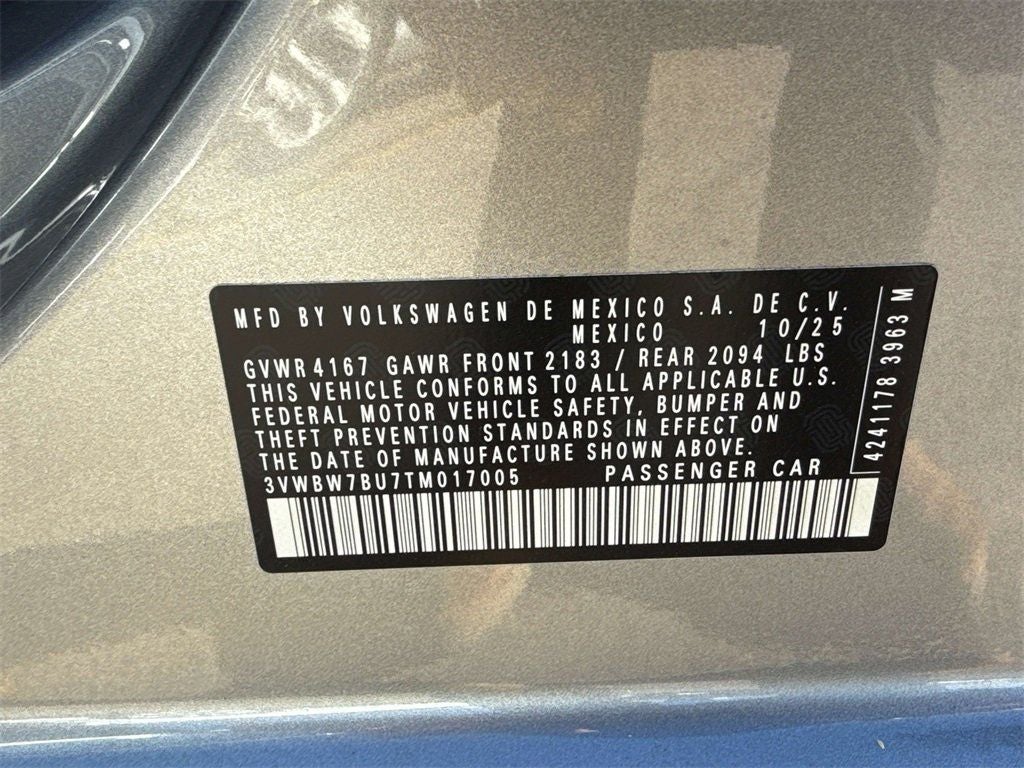 MFD BY VOLKSWAGEN DE MEXICO S.A. DE C.V.
MEXICO 10/25
GVWR 4167 GAWR FRONT 2183 / REAR 2094 LBS
THIS VEHICLE CONFORMS TO ALL APPLICABLE U.S.
FEDERAL MOTOR VEHICLE SAFETY, BUMPER AND
THEFT PREVENTION STANDARDS IN EFFECT ON
THE DATE OF MANUFACTURE SHOWN ABOVE.
3VWBW7BU7TM017005 PASSENGER CAR
4241178 3963 M